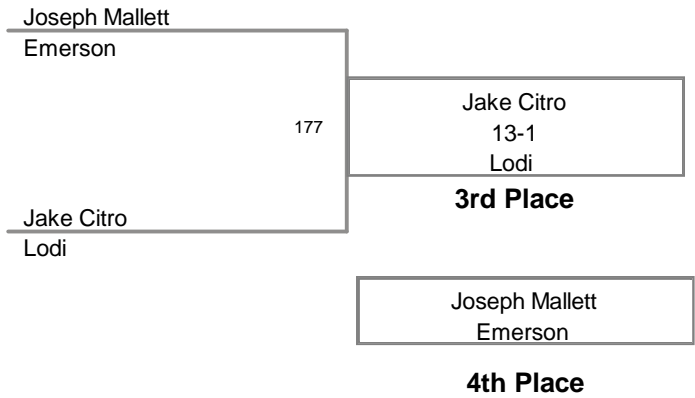 Joseph Mallett
Emerson
177
Jake Citro
13-1
Lodi
3rd Place
Jake Citro
Lodi
Joseph Mallett
Emerson
4th Place